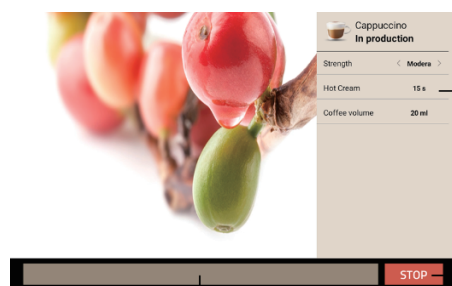 Cappuccino
In production
Strength < Modera >
Hot Cream 15 s
Coffee volume 20 ml
STOP